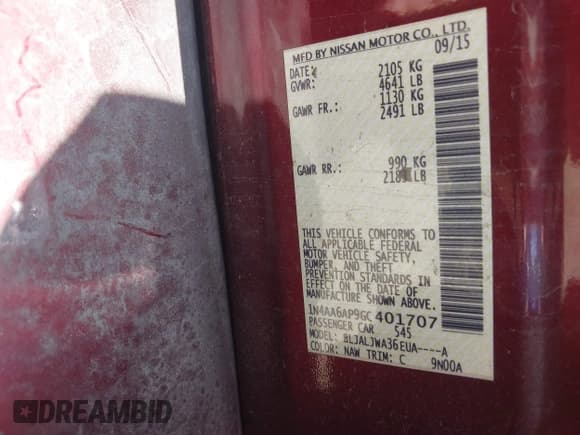 MFD BY NISSAN MOTOR CO., LTD.
DATE: 09/15
GVWR: 2105 KG
4641 LB
GAWR FR.: 1130 KG
2491 LB
GAWR RR.: 990 KG
LB
THIS VEHICLE CONFORMS TO
ALL APPLICABLE FEDERAL
MOTOR VEHICLE SAFETY,
BUMPER, AND THEFT
PREVENTION STANDARDS IN
EFFECT ON THE DATE OF
MANUFACTURE SHOWN ABOVE.
1N4AA6AP9GC401707
PASSENGER CAR 545
MODEL: BLJALJWA36EUA----A
COLOR: NAW TRIM: C 9N00A
DREAMBID